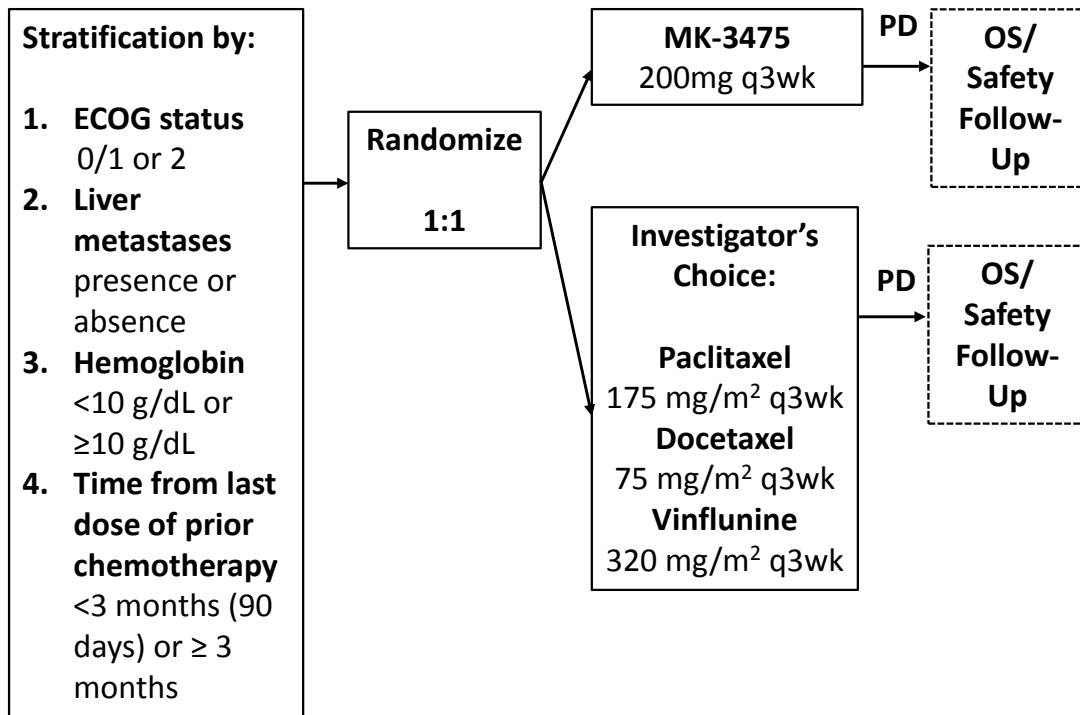 Stratification by:
1. ECOG status
0/1 or 2
2. Liver
metastases
presence or
absence
3. Hemoglobin
<10 g/dL or
≥10 g/dL
4. Time from last
dose of prior
chemotherapy
<3 months (90
days) or ≥ 3
months
Randomize
1:1
MK-3475
200mg q3wk
PD
OS/
Safety
Follow-
Up
Investigator’s
Choice:
Paclitaxel
175 mg/m² q3wk
Docetaxel
75 mg/m² q3wk
Vinflunine
320 mg/m² q3wk
PD
OS/
Safety
Follow-
Up